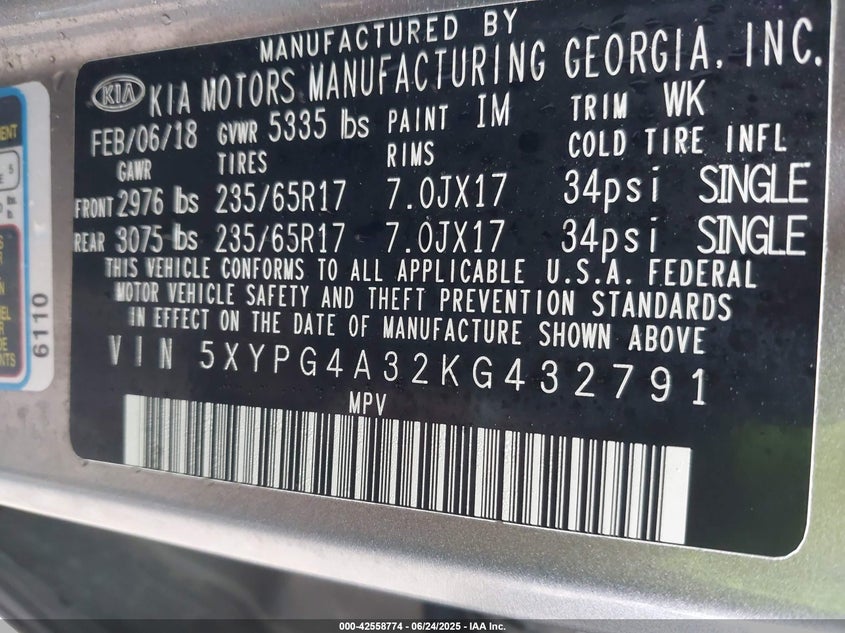 MANUFACTURED BY
KIA KIA MOTORS MANUFACTURING GEORGIA, INC.
FEB/06/18 GVWR 5335 lbs PAINT IM TRIM WK
GAWR TIRES RIMS COLD TIRE INFL
FRONT 2976 lbs 235/65R17 7.0JX17 34psi SINGLE
REAR 3075 lbs 235/65R17 7.0JX17 34psi SINGLE
THIS VEHICLE CONFORMS TO ALL APPLICABLE U.S.A. FEDERAL
MOTOR VEHICLE SAFETY AND THEFT PREVENTION STANDARDS
IN EFFECT ON THE DATE OF MANUFACTURE SHOWN ABOVE
VIN 5XYPG4A32KG432791
MPV
6110
000-42558774 - 06/24/2025 - IAA Inc.